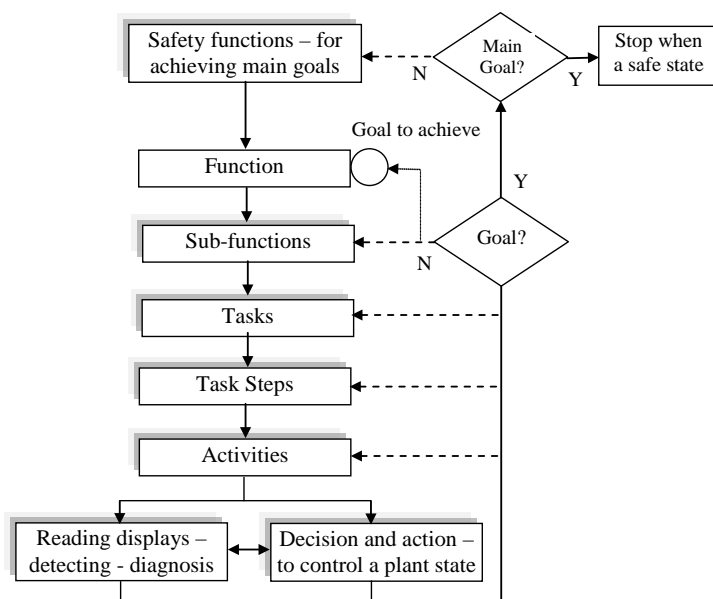 Safety functions – for
achieving main goals
Main
Goal?
Stop when
a safe state
N
Y
Goal to achieve
Function
Y
Sub-functions
Goal?
N
Tasks
Task Steps
Activities
Reading displays –
detecting - diagnosis
Decision and action –
to control a plant state